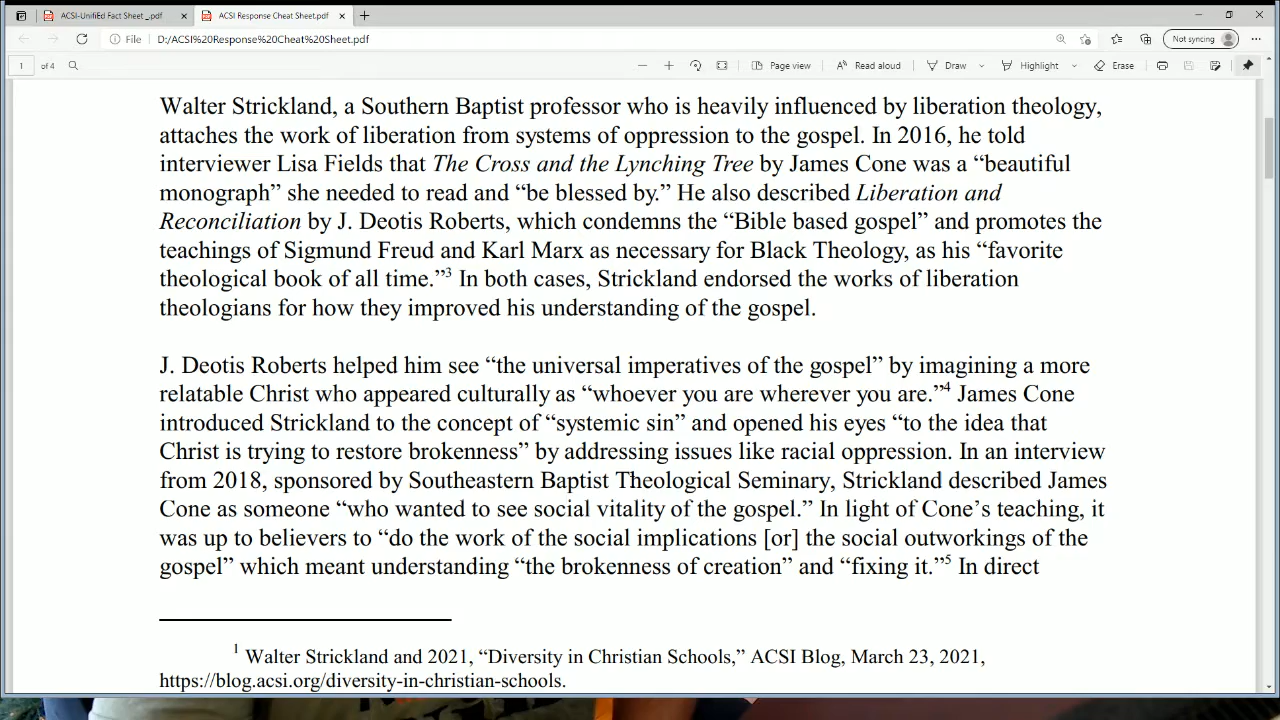 ACSI-UnifiEd Fact Sheet _.pdf
ACSI Response Cheat Sheet.pdf
File
D:/ACSI%20Response%20Cheat%20Sheet.pdf
Not syncing
1 of 4
Page view
Read aloud
Draw
Highlight
Erase
Walter Strickland, a Southern Baptist professor who is heavily influenced by liberation theology,
attaches the work of liberation from systems of oppression to the gospel. In 2016, he told
interviewer Lisa Fields that The Cross and the Lynching Tree by James Cone was a “beautiful
monograph” she needed to read and “be blessed by.” He also described Liberation and
Reconciliation by J. Deotis Roberts, which condemns the “Bible based gospel” and promotes the
teachings of Sigmund Freud and Karl Marx as necessary for Black Theology, as his “favorite
theological book of all time.”3 In both cases, Strickland endorsed the works of liberation
theologians for how they improved his understanding of the gospel.
J. Deotis Roberts helped him see “the universal imperatives of the gospel” by imagining a more
relatable Christ who appeared culturally as “whoever you are wherever you are.”4 James Cone
introduced Strickland to the concept of “systemic sin” and opened his eyes “to the idea that
Christ is trying to restore brokenness” by addressing issues like racial oppression. In an interview
from 2018, sponsored by Southeastern Baptist Theological Seminary, Strickland described James
Cone as someone “who wanted to see social vitality of the gospel.” In light of Cone’s teaching, it
was up to believers to “do the work of the social implications [or] the social outworkings of the
gospel” which meant understanding “the brokenness of creation” and “fixing it.”5 In direct
1 Walter Strickland and 2021, “Diversity in Christian Schools,” ACSI Blog, March 23, 2021,
https://blog.acsi.org/diversity-in-christian-schools.